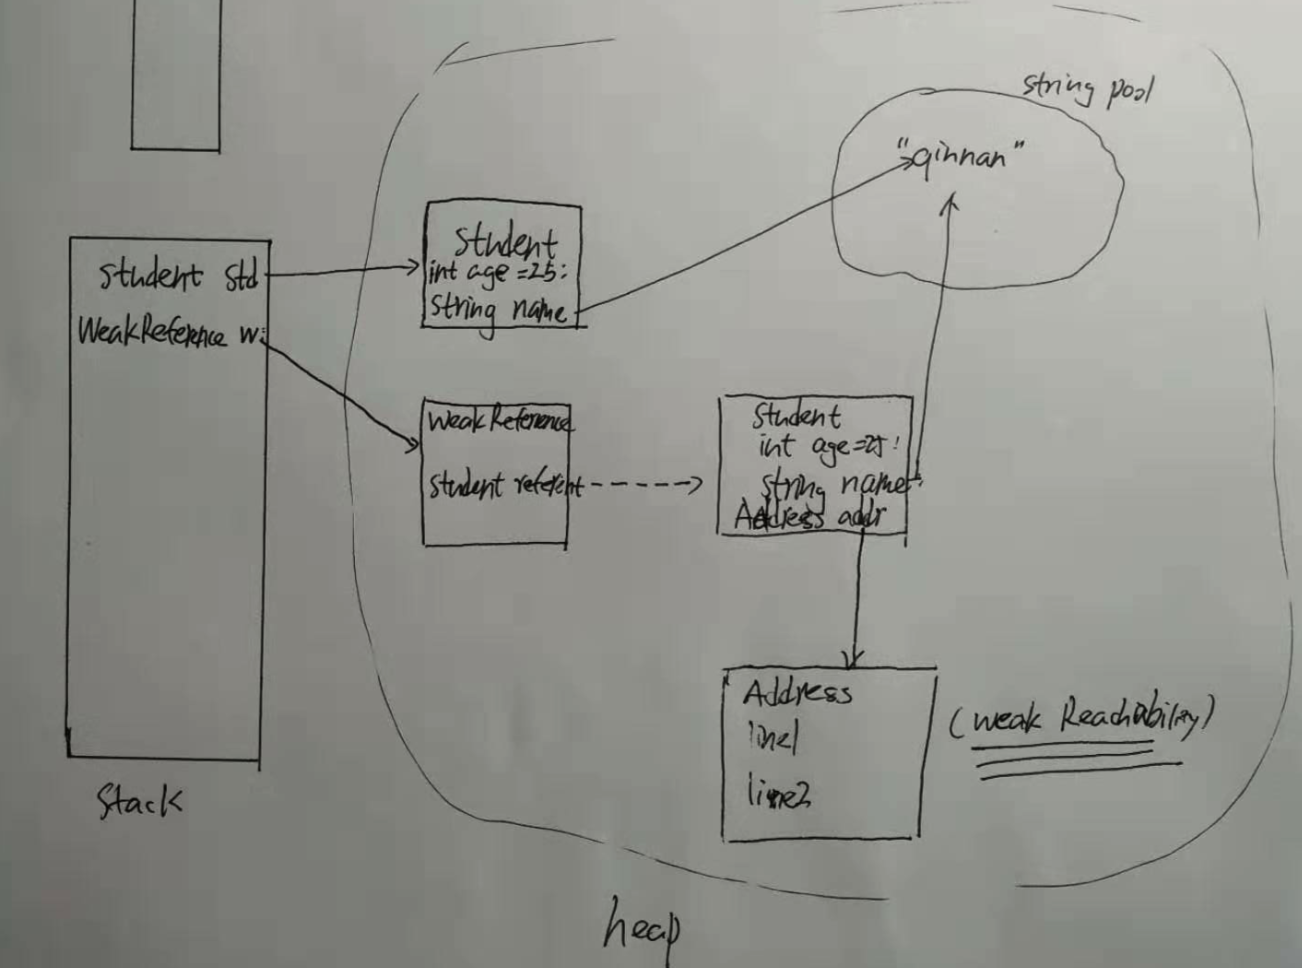 string pool
"qinnan"
student
int age =25;
string name
student std
WeakReference w;
WeakReference
student referent
student
int age=25;
string name;
Address addr
Address
line1
line2
(weak Reachability)
stack
heap